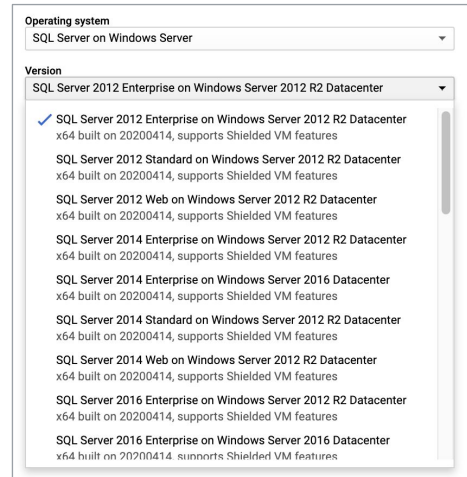 Operating system
SQL Server on Windows Server
Version
SQL Server 2012 Enterprise on Windows Server 2012 R2 Datacenter
SQL Server 2012 Enterprise on Windows Server 2012 R2 Datacenter
x64 built on 20200414, supports Shielded VM features
SQL Server 2012 Standard on Windows Server 2012 R2 Datacenter
x64 built on 20200414, supports Shielded VM features
SQL Server 2012 Web on Windows Server 2012 R2 Datacenter
x64 built on 20200414, supports Shielded VM features
SQL Server 2014 Enterprise on Windows Server 2012 R2 Datacenter
x64 built on 20200414, supports Shielded VM features
SQL Server 2014 Enterprise on Windows Server 2016 Datacenter
x64 built on 20200414, supports Shielded VM features
SQL Server 2014 Standard on Windows Server 2012 R2 Datacenter
x64 built on 20200414, supports Shielded VM features
SQL Server 2014 Web on Windows Server 2012 R2 Datacenter
x64 built on 20200414, supports Shielded VM features
SQL Server 2016 Enterprise on Windows Server 2012 R2 Datacenter
x64 built on 20200414, supports Shielded VM features
SQL Server 2016 Enterprise on Windows Server 2016 Datacenter
x64 built on 20200414, supports Shielded VM features